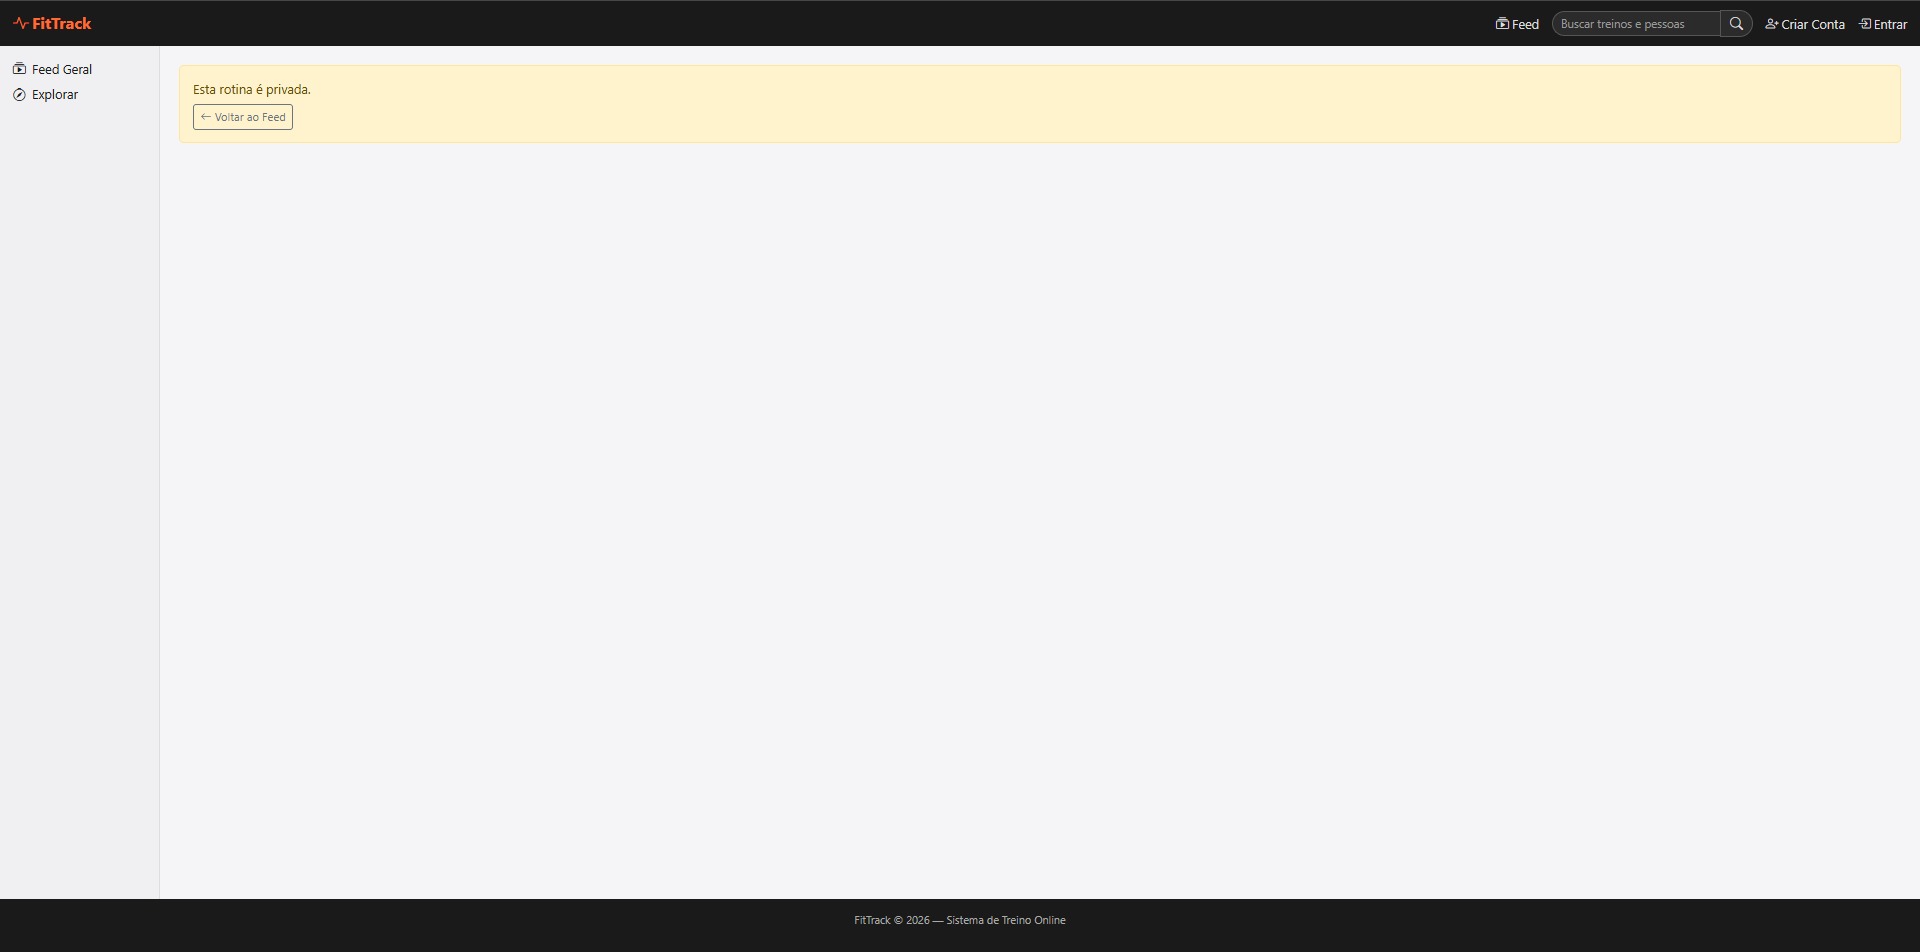 FitTrack
Feed
Buscar treinos e pessoas
Criar Conta
Entrar
Feed Geral
Explorar
Esta rotina é privada.
← Voltar ao Feed
FitTrack © 2026 — Sistema de Treino Online